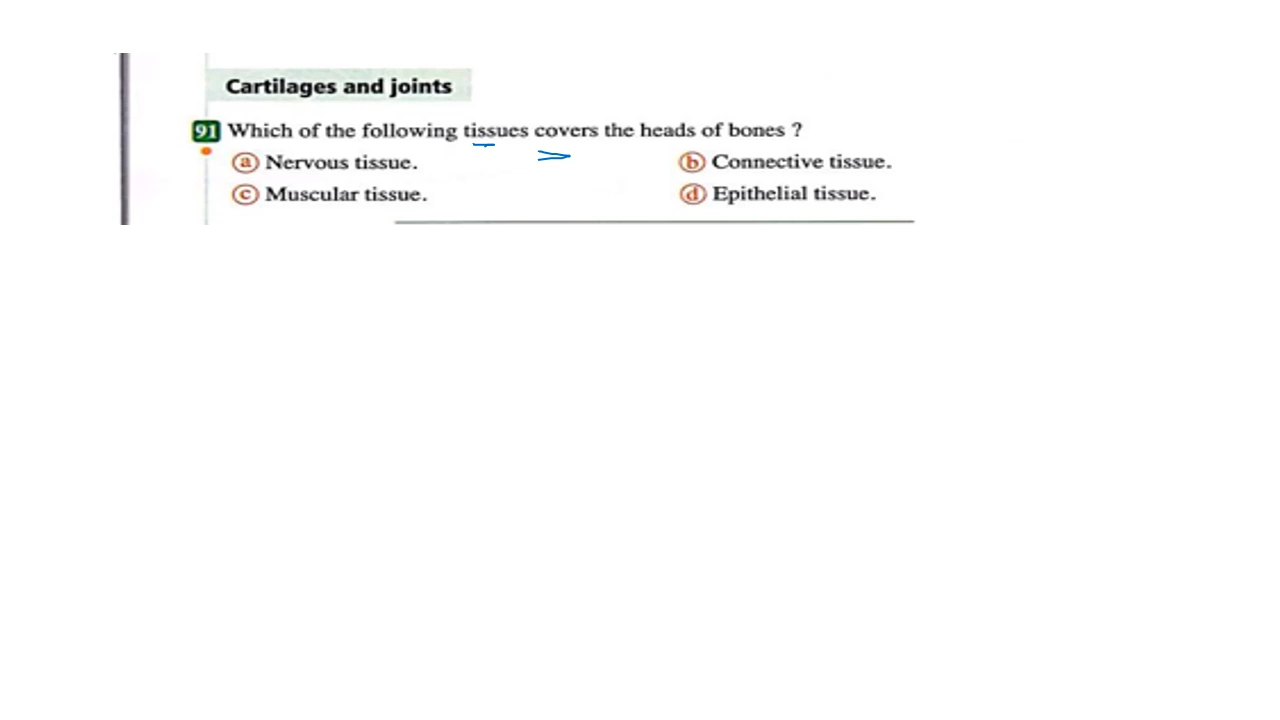 Cartilages and joints
91 Which of the following tissues covers the heads of bones ?
a Nervous tissue.
b Connective tissue.
c Muscular tissue.
d Epithelial tissue.